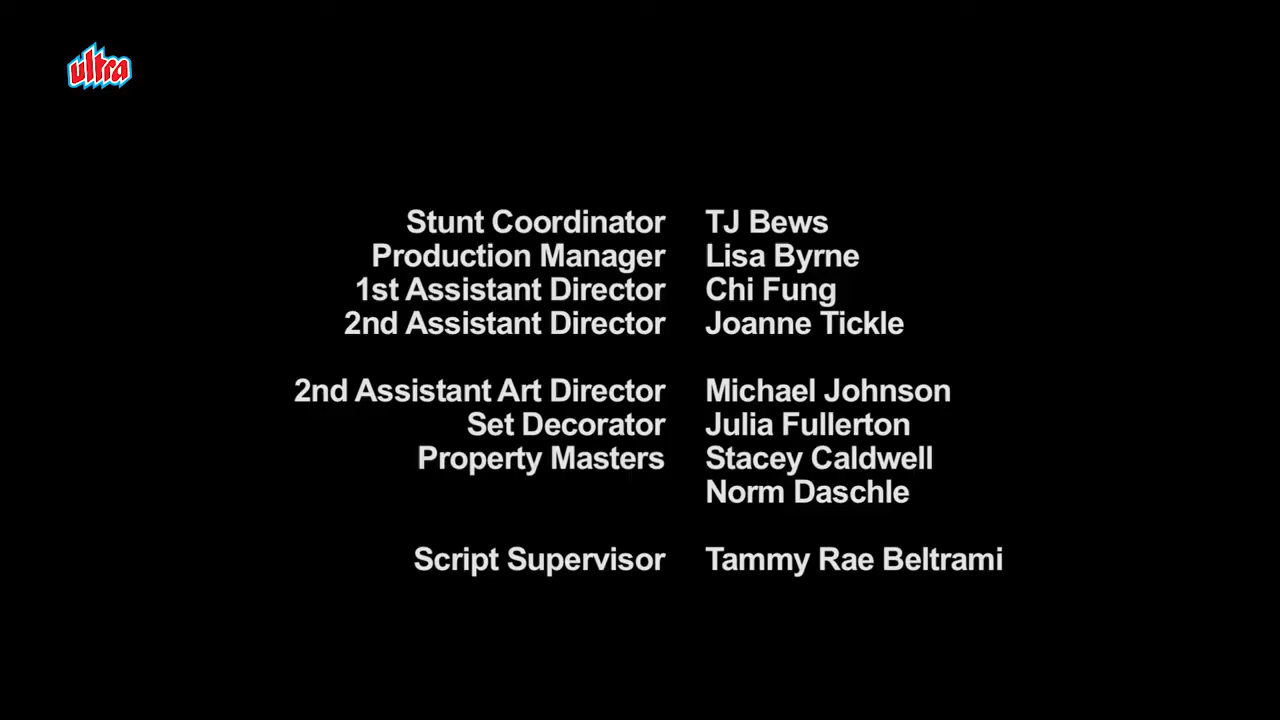 ultra
Stunt Coordinator TJ Bews
Production Manager Lisa Byrne
1st Assistant Director Chi Fung
2nd Assistant Director Joanne Tickle
2nd Assistant Art Director Michael Johnson
Set Decorator Julia Fullerton
Property Masters Stacey Caldwell
Norm Daschle
Script Supervisor Tammy Rae Beltrami